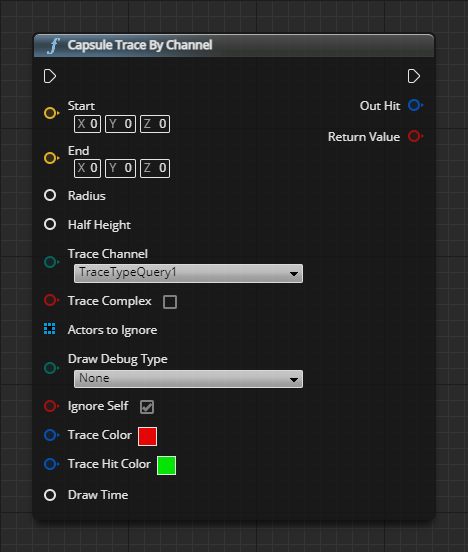 f Capsule Trace By Channel
Start
X 0 Y 0 Z 0
Out Hit
Return Value
End
X 0 Y 0 Z 0
Radius
Half Height
Trace Channel
TraceTypeQuery1
Trace Complex
Actors to Ignore
Draw Debug Type
None
Ignore Self
Trace Color
Trace Hit Color
Draw Time